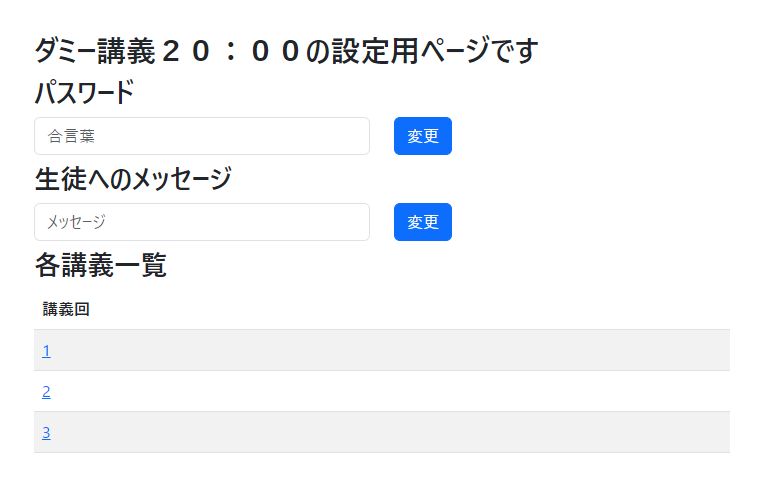 ダミー講義２０：００の設定用ページです
パスワード
合言葉
変更
生徒へのメッセージ
メッセージ
変更
各講義一覧
講義回
1
2
3